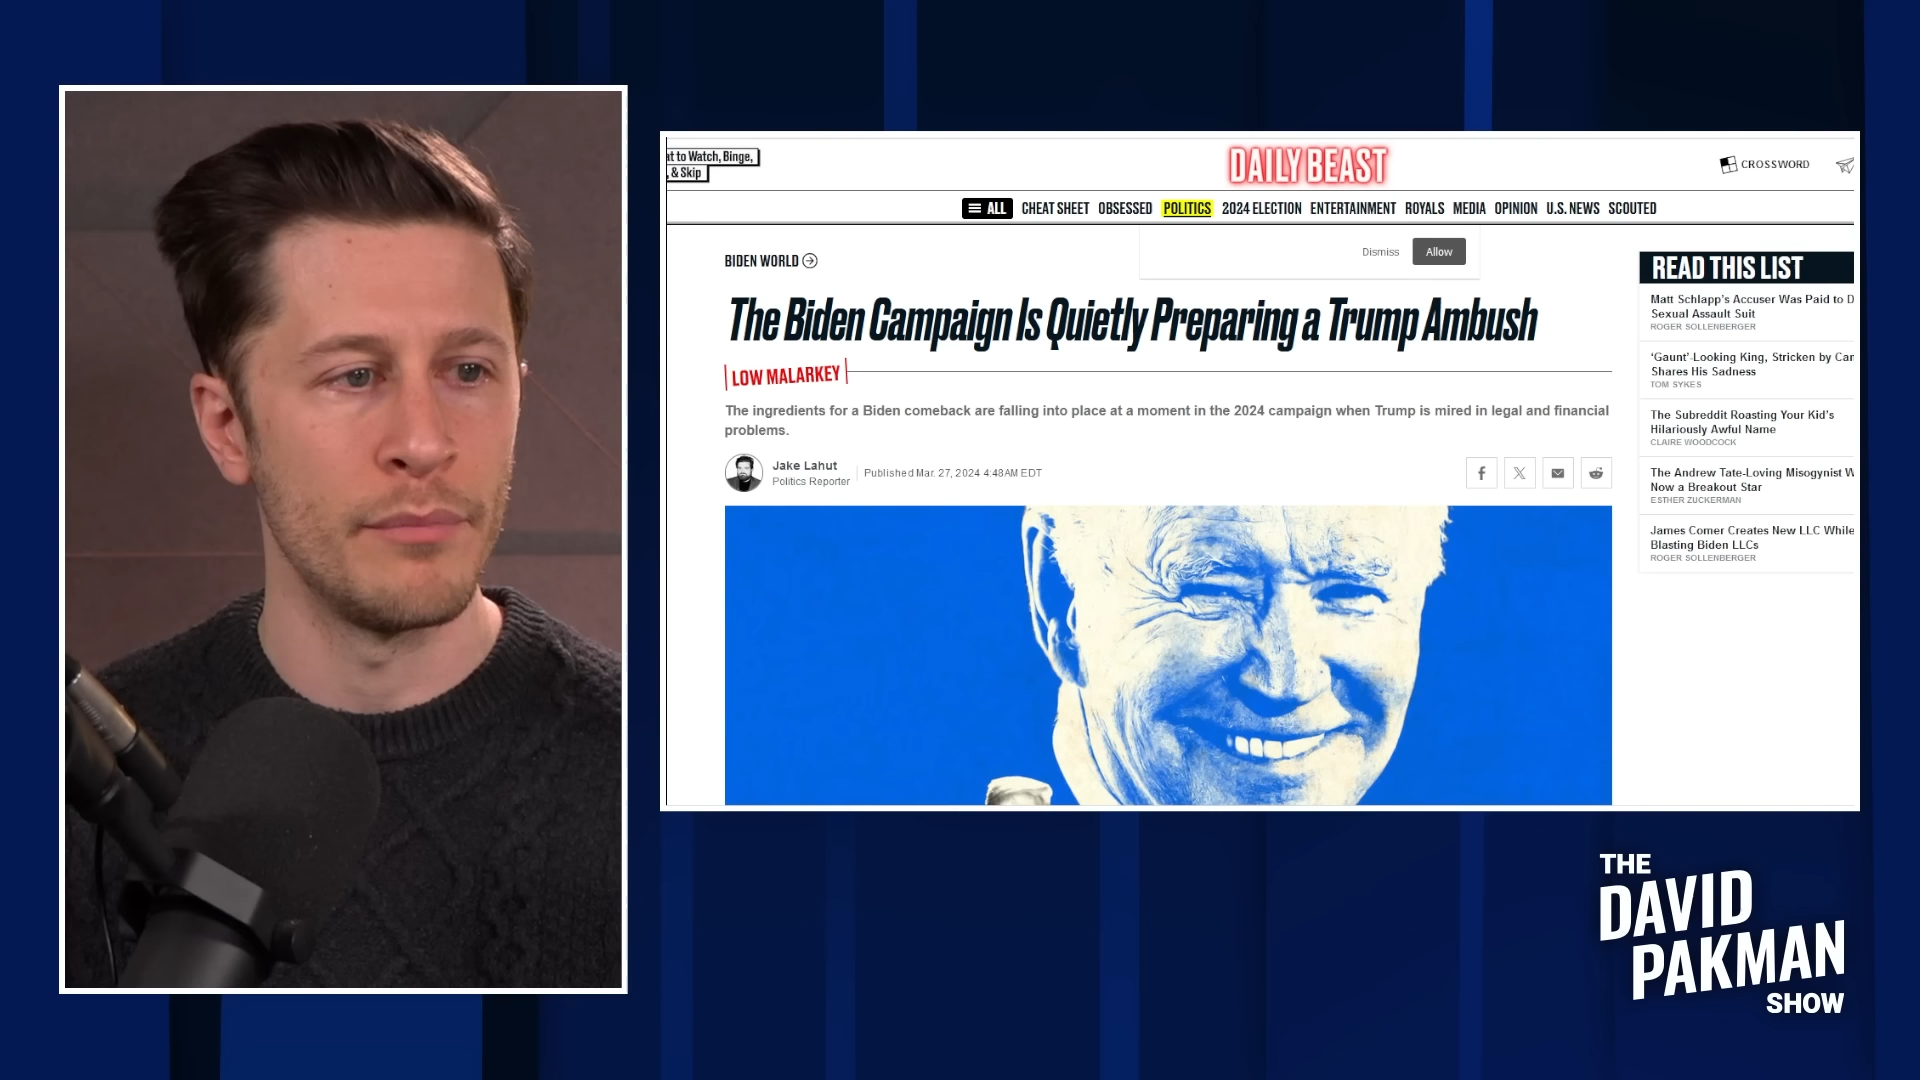 at to Watch, Binge,
, & Skip
DAILY BEAST
CROSSWORD
ALL CHEAT SHEET OBSESSED POLITICS 2024 ELECTION ENTERTAINMENT ROYALS MEDIA OPINION U.S. NEWS SCOUTED
Dismiss Allow
BIDEN WORLD
The Biden Campaign Is Quietly Preparing a Trump Ambush
LOW MALARKEY
The ingredients for a Biden comeback are falling into place at a moment in the 2024 campaign when Trump is mired in legal and financial
problems.
Jake Lahut
Politics Reporter
Published Mar. 27, 2024 4:48AM EDT
READ THIS LIST
Matt Schlapp's Accuser Was Paid to D
Sexual Assault Suit
ROGER SOLLENBERGER
‘Gaunt’-Looking King, Stricken by Can
Shares His Sadness
TOM SYKES
The Subreddit Roasting Your Kid's
Hilariously Awful Name
CLAIRE WOODCOCK
The Andrew Tate-Loving Misogynist W
Now a Breakout Star
ESTHER ZUCKERMAN
James Comer Creates New LLC While
Blasting Biden LLCs
ROGER SOLLENBERGER
THE
DAVID
PAKMAN
SHOW